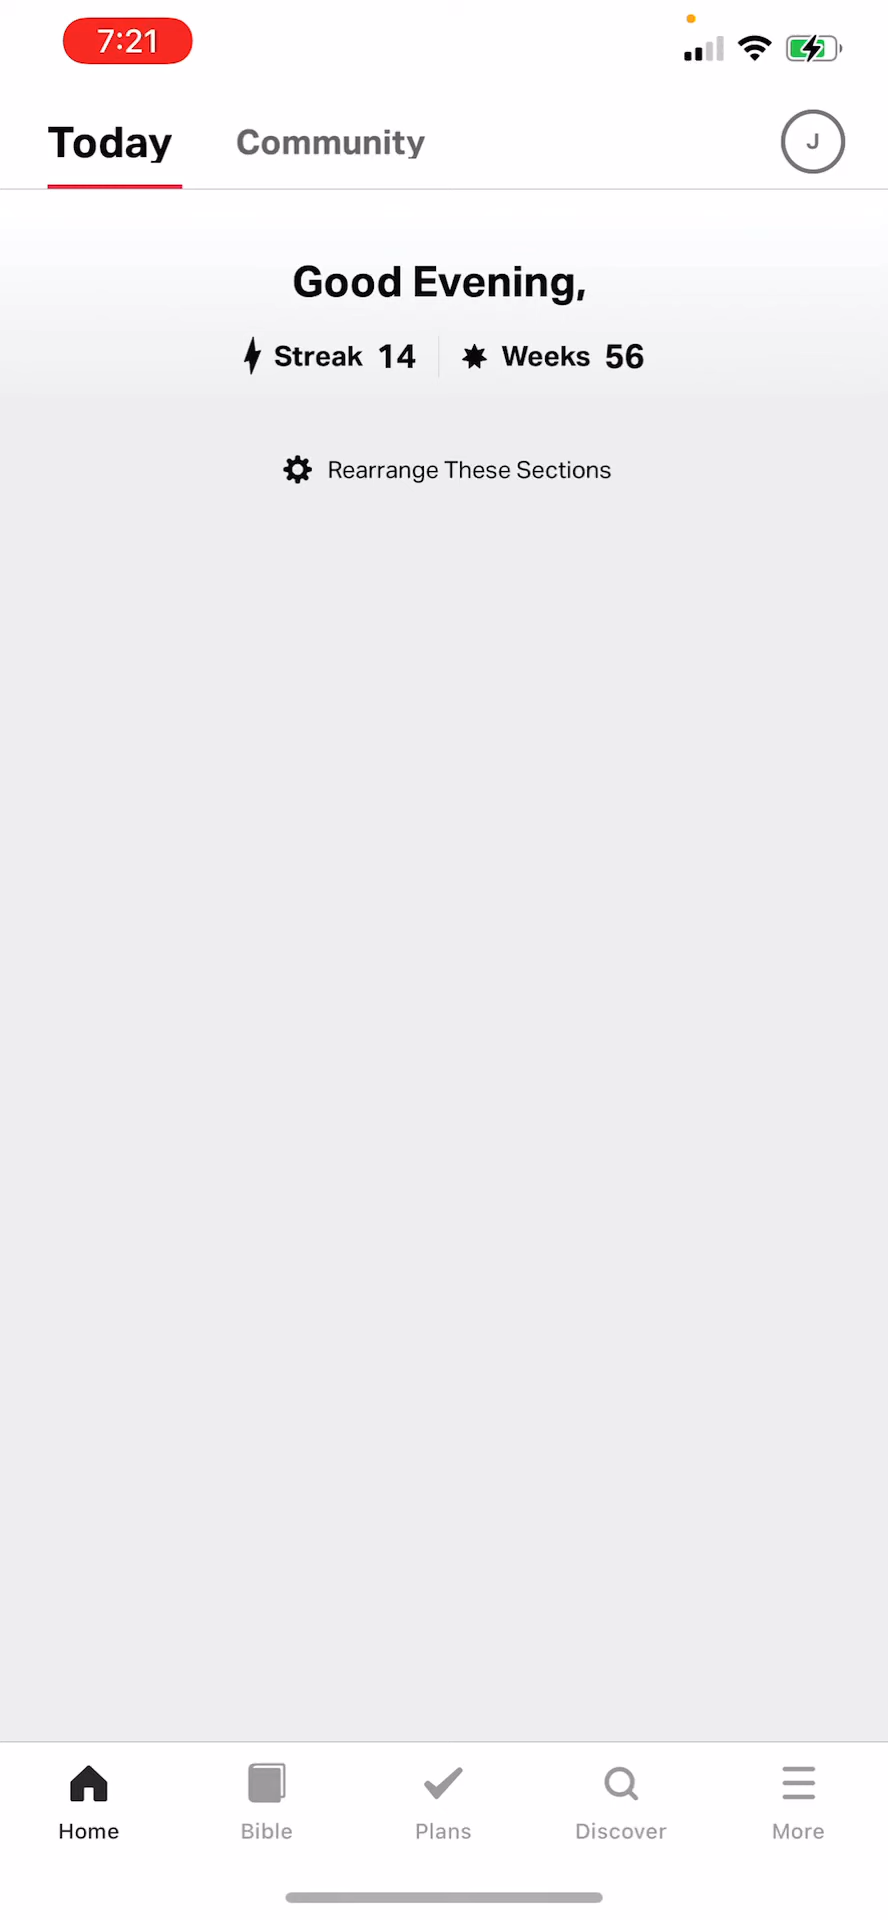 7:21
Today Community J
Good Evening,
Streak 14 Weeks 56
Rearrange These Sections
Home Bible Plans Discover More